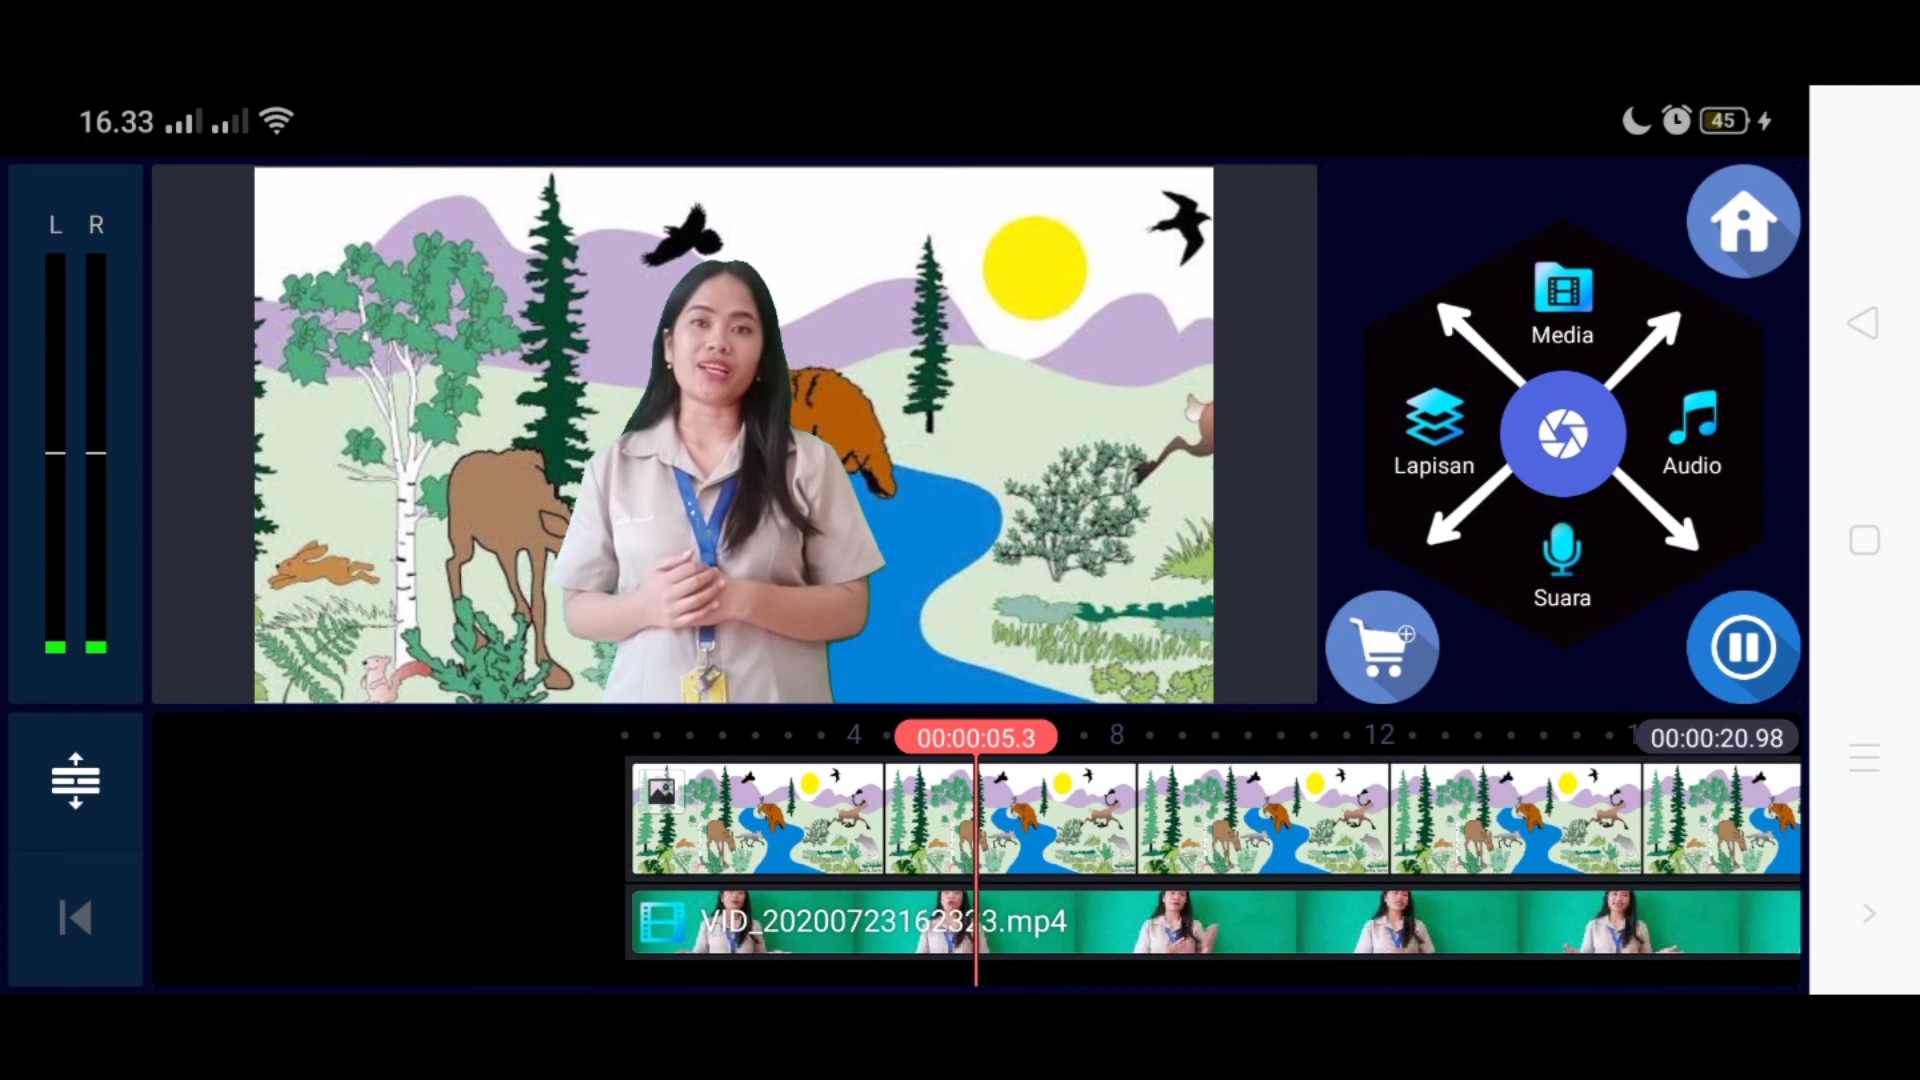 16.33
45
L R
Media
Lapisan
Audio
Suara
4
00:00:05.3
8
12
00:00:20.98
VID_20200723162323.mp4